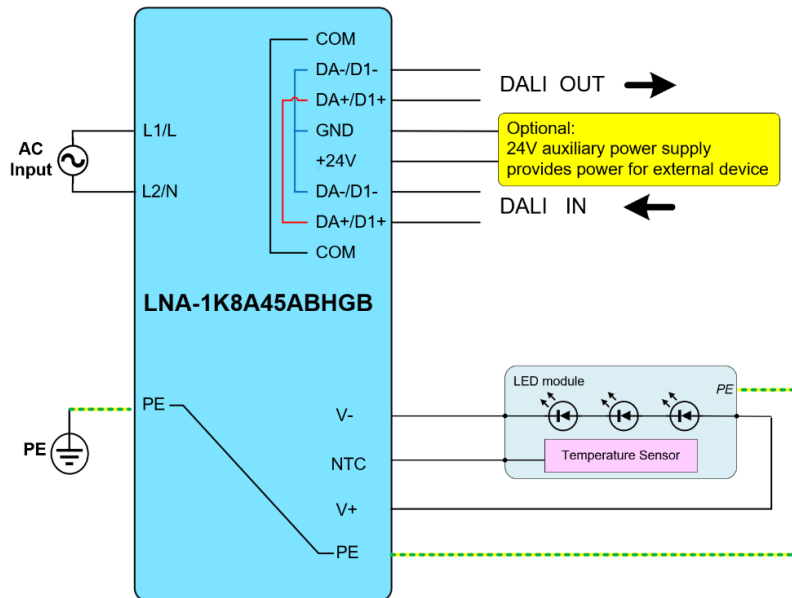 COM
DA-/D1-
DALI OUT
DA+/D1+
L1/L
GND
Optional:
24V auxiliary power supply
provides power for external device
AC
Input
+24V
L2/N
DA-/D1-
DALI IN
DA+/D1+
COM
LNA-1K8A45ABHGB
LED module
PE
PE
V-
PE
NTC
Temperature Sensor
V+
PE